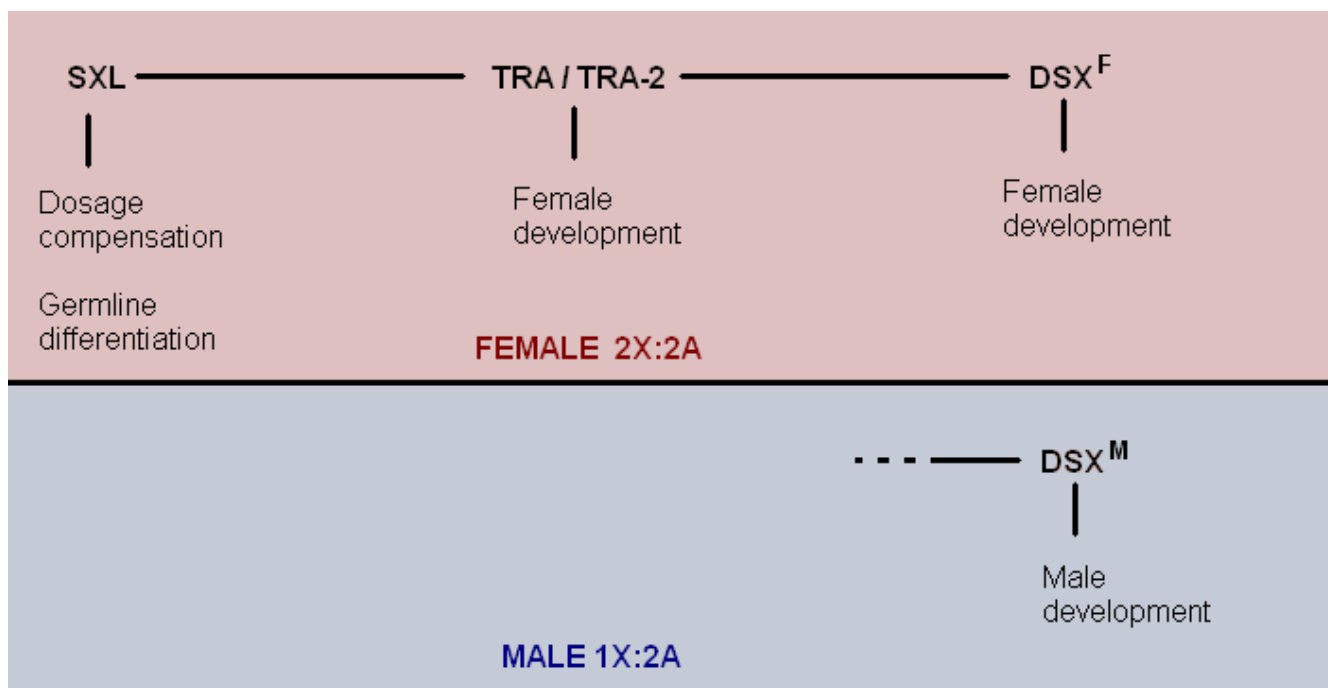 SXL TRA / TRA-2 DSX^F
Dosage
compensation
Female
development
Female
development
Germline
differentiation
FEMALE 2X:2A
DSX^M
Male
development
MALE 1X:2A